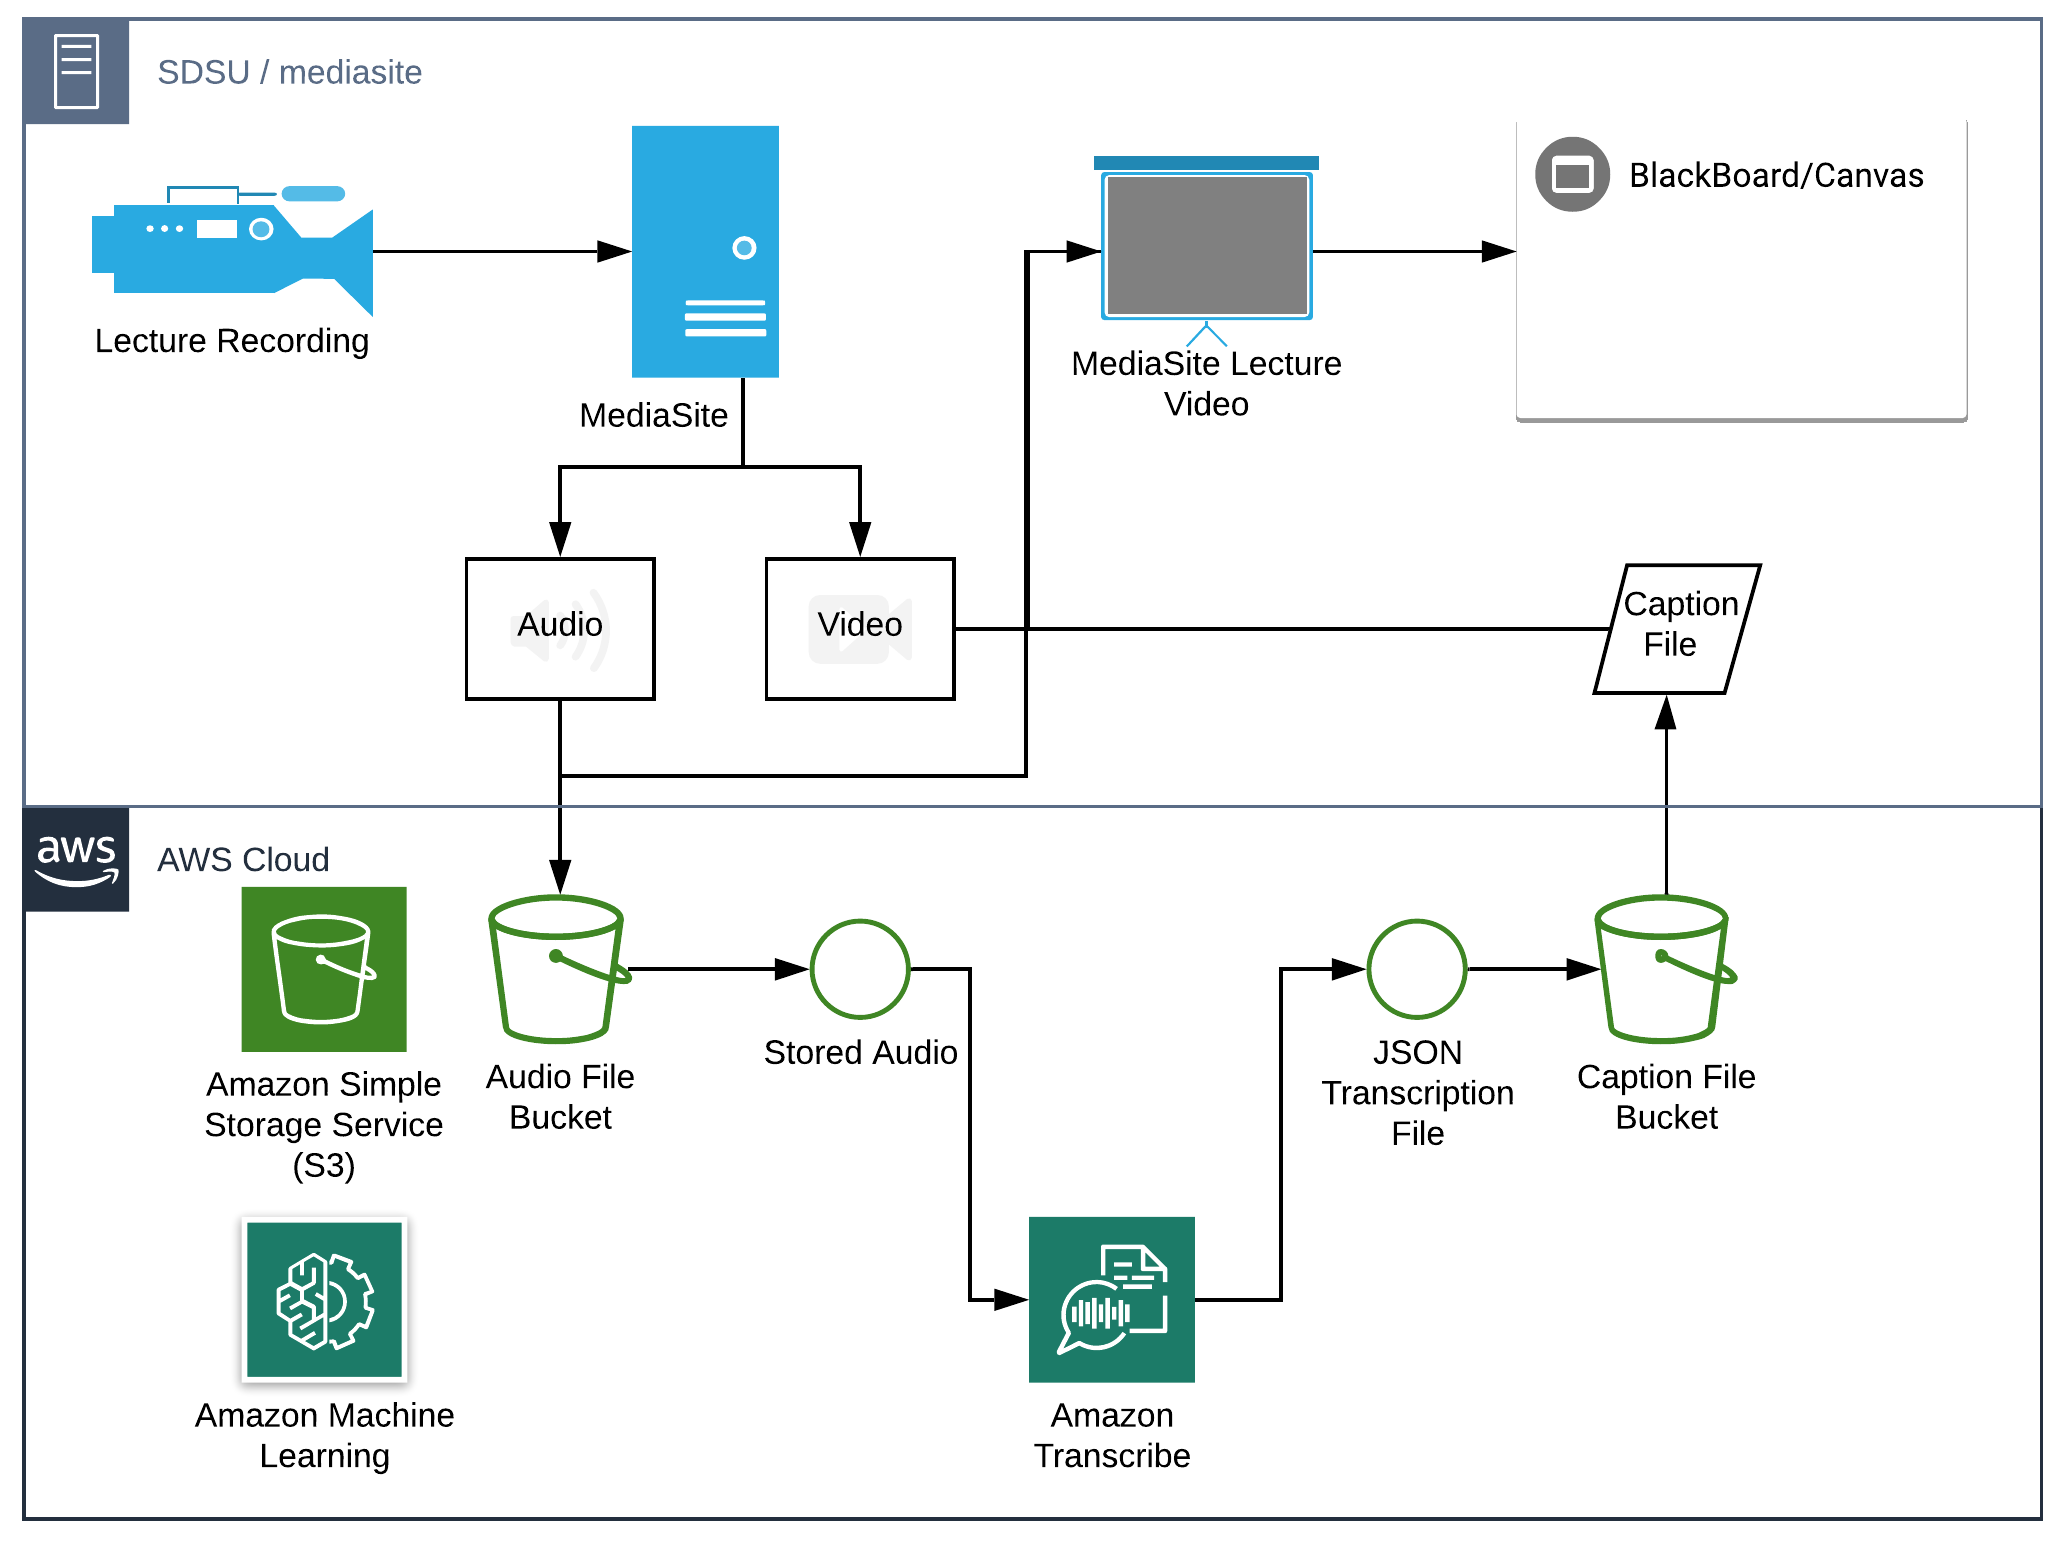 SDSU / mediasite
BlackBoard/Canvas
Lecture Recording
MediaSite
MediaSite Lecture
Video
Audio
Video
Caption
File
aws
AWS Cloud
Amazon Simple
Storage Service
(S3)
Audio File
Bucket
Stored Audio
JSON
Transcription
File
Caption File
Bucket
Amazon Machine
Learning
Amazon
Transcribe